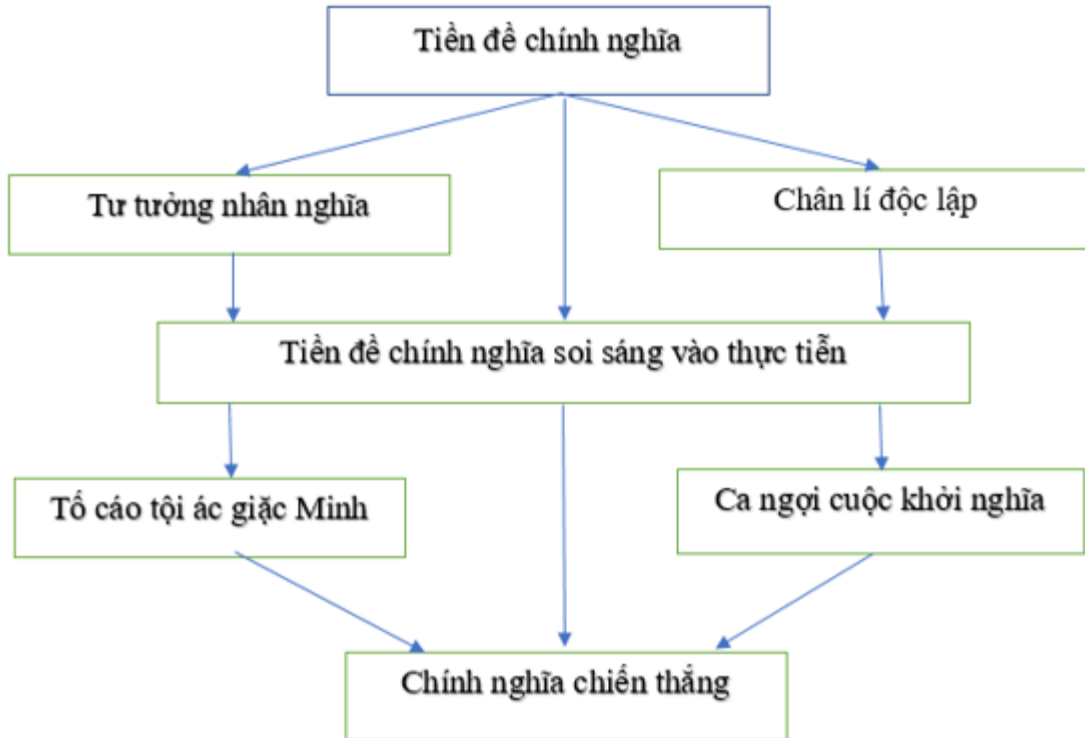 Tiền đề chính nghĩa
Tư tưởng nhân nghĩa
Chân lí độc lập
Tiền đề chính nghĩa soi sáng vào thực tiễn
Tố cáo tội ác giặc Minh
Ca ngợi cuộc khởi nghĩa
Chính nghĩa chiến thắng